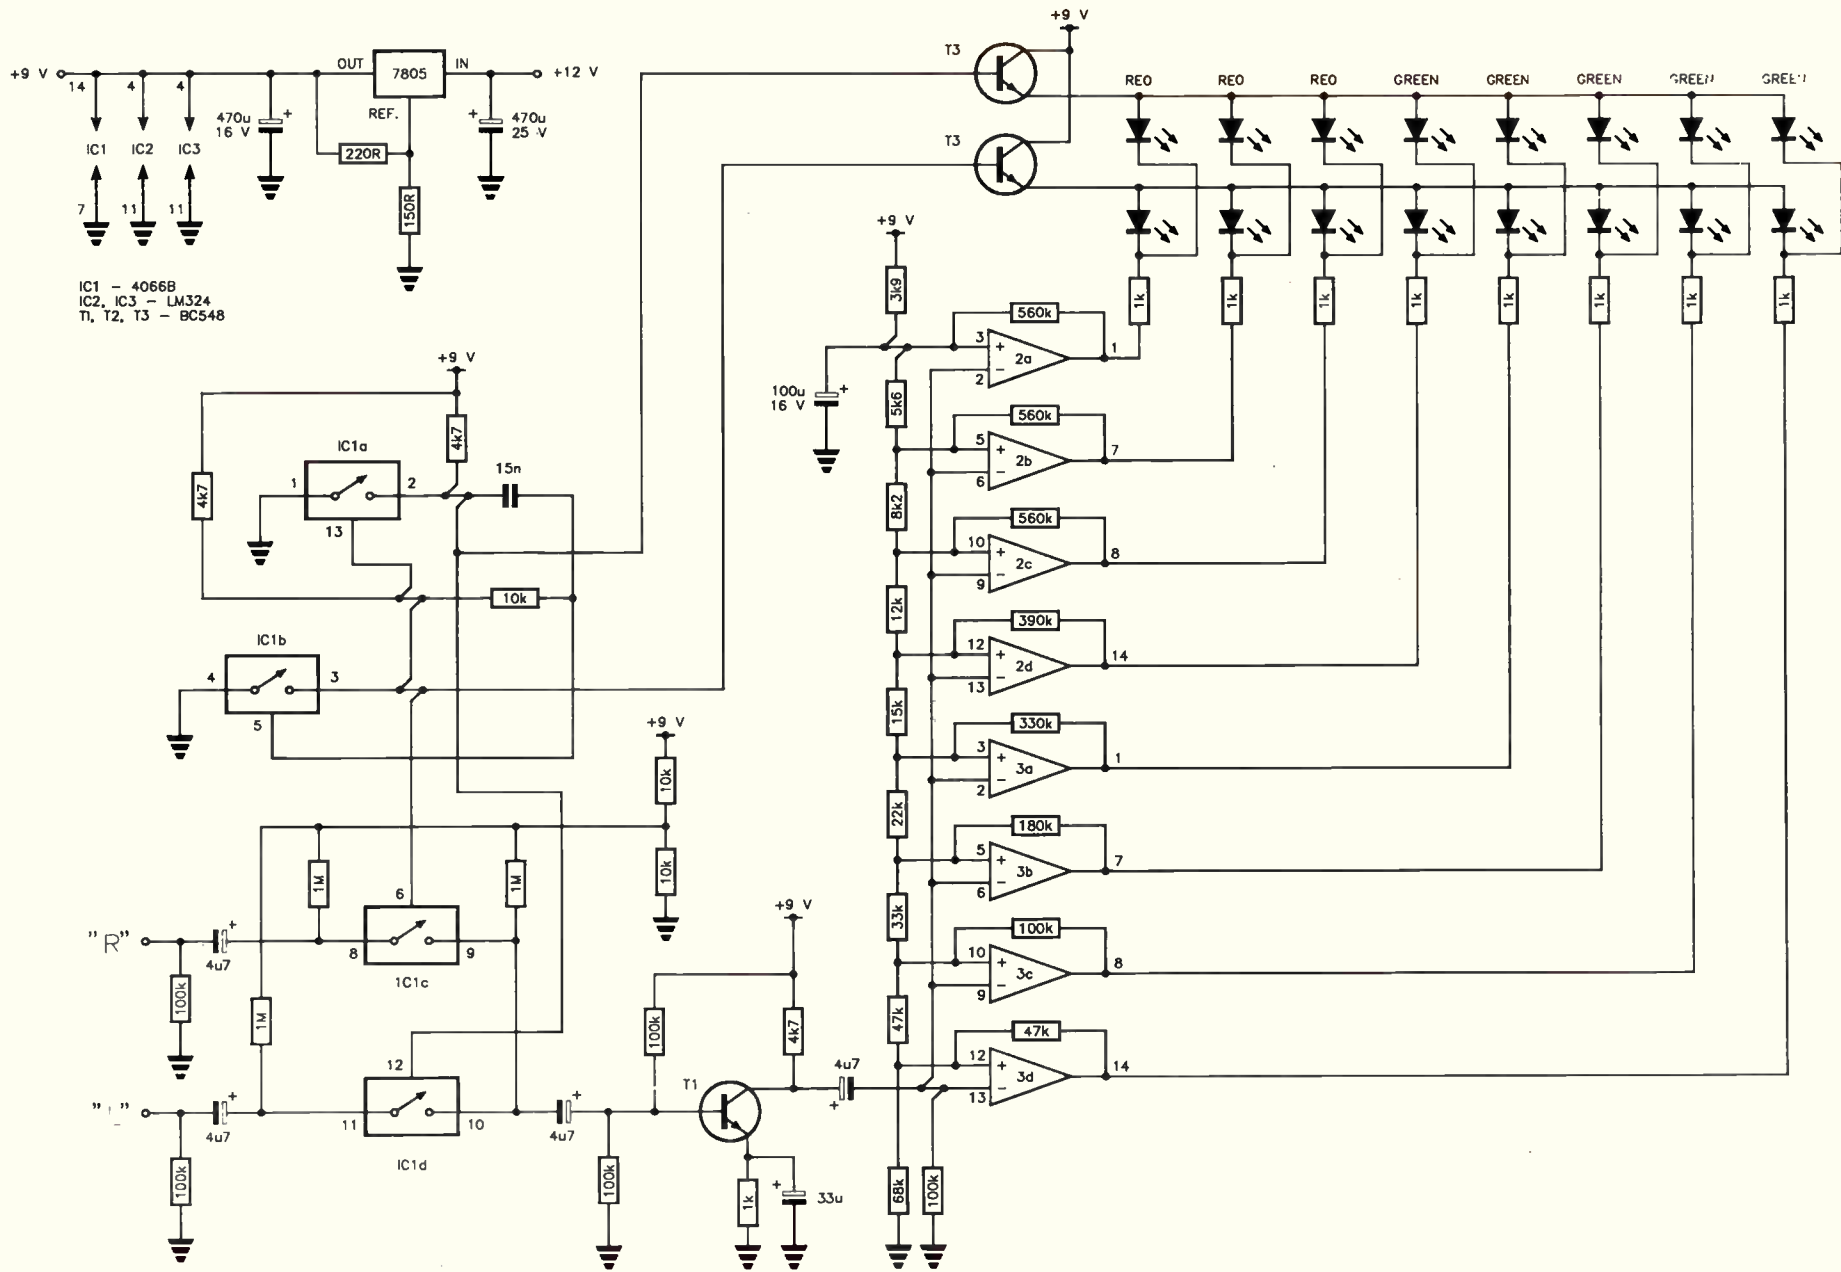 +9 V
T3
+9 V
14
4
4
OUT
7805
IN
+12 V
REF.
470u
16 V
+
470u
25 V
+
IC1
IC2
IC3
220R
7
11
11
150R
T3
REO
REO
REO
GREEN
GREEN
GREEN
GREEN
GREE
IC1 - 4066B
IC2, IC3 - LM324
T1, T2, T3 - BC548
+9 V
3k9
1k
1k
1k
1k
1k
1k
1k
1k
560k
3
+
2a
1
-
2
100u
16 V
+
5k6
560k
5
+
2b
7
-
6
8k2
560k
10
+
2c
8
-
9
12k
390k
12
+
2d
14
-
13
15k
330k
3
+
3a
1
-
2
22k
180k
5
+
3b
7
-
6
33k
100k
10
+
3c
8
-
9
47k
47k
12
+
3d
14
-
13
68k
100k
+9 V
4k7
4k7
IC1a
1
2
13
15n
10k
IC1b
4
3
5
+9 V
10k
10k
1M
1M
6
"R"
+
4u7
8
9
1C1c
100k
1M
12
+
4u7
11
10
IC1d
100k
+
4u7
100k
100k
+9 V
4k7
T1
4u7
+
1k
+
33u